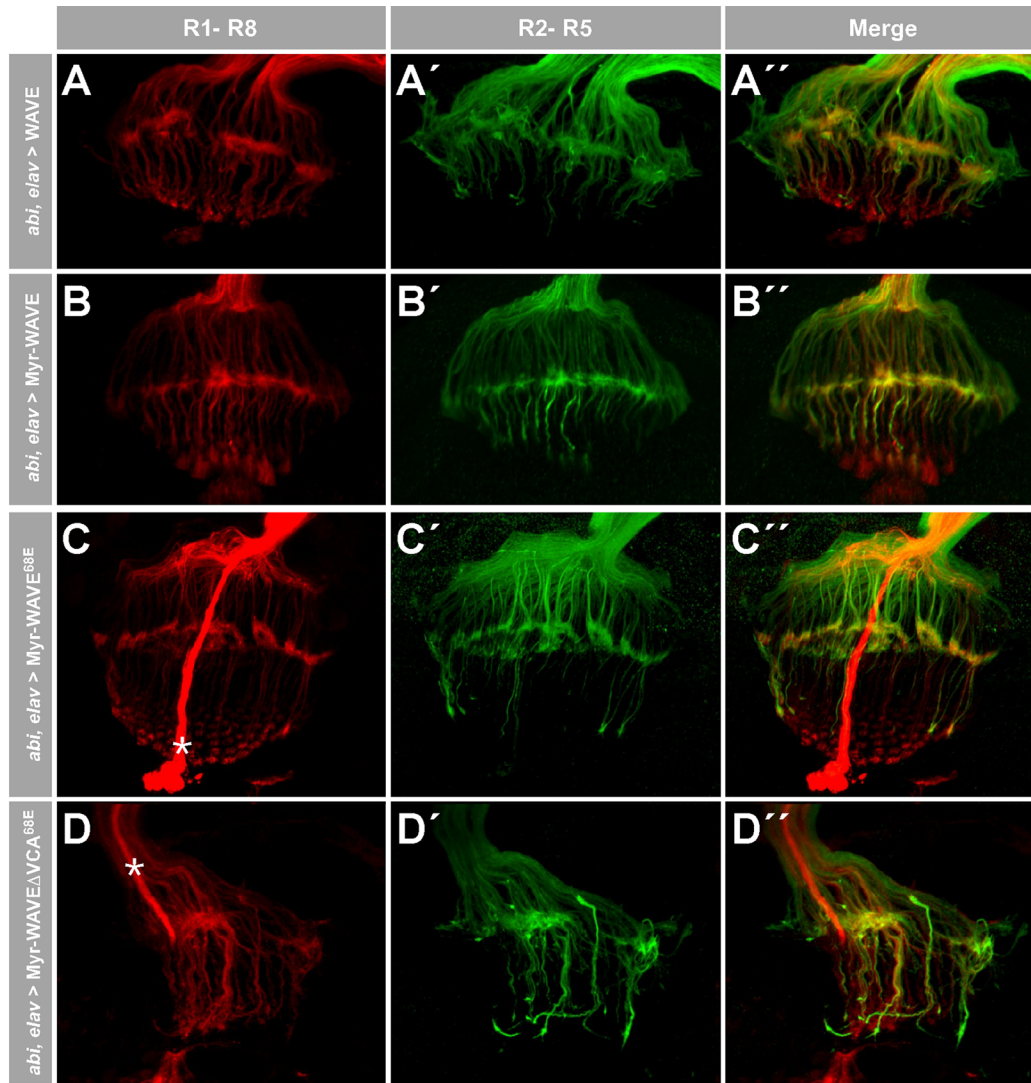 R1- R8 R2- R5 Merge
abi, elav > WAVE
A A´ A´´
abi, elav > Myr-WAVE
B B´ B´´
abi, elav > Myr-WAVE68E
C C´ C´´
*
abi, elav > Myr-WAVEΔVCA68E
D D´ D´´
*